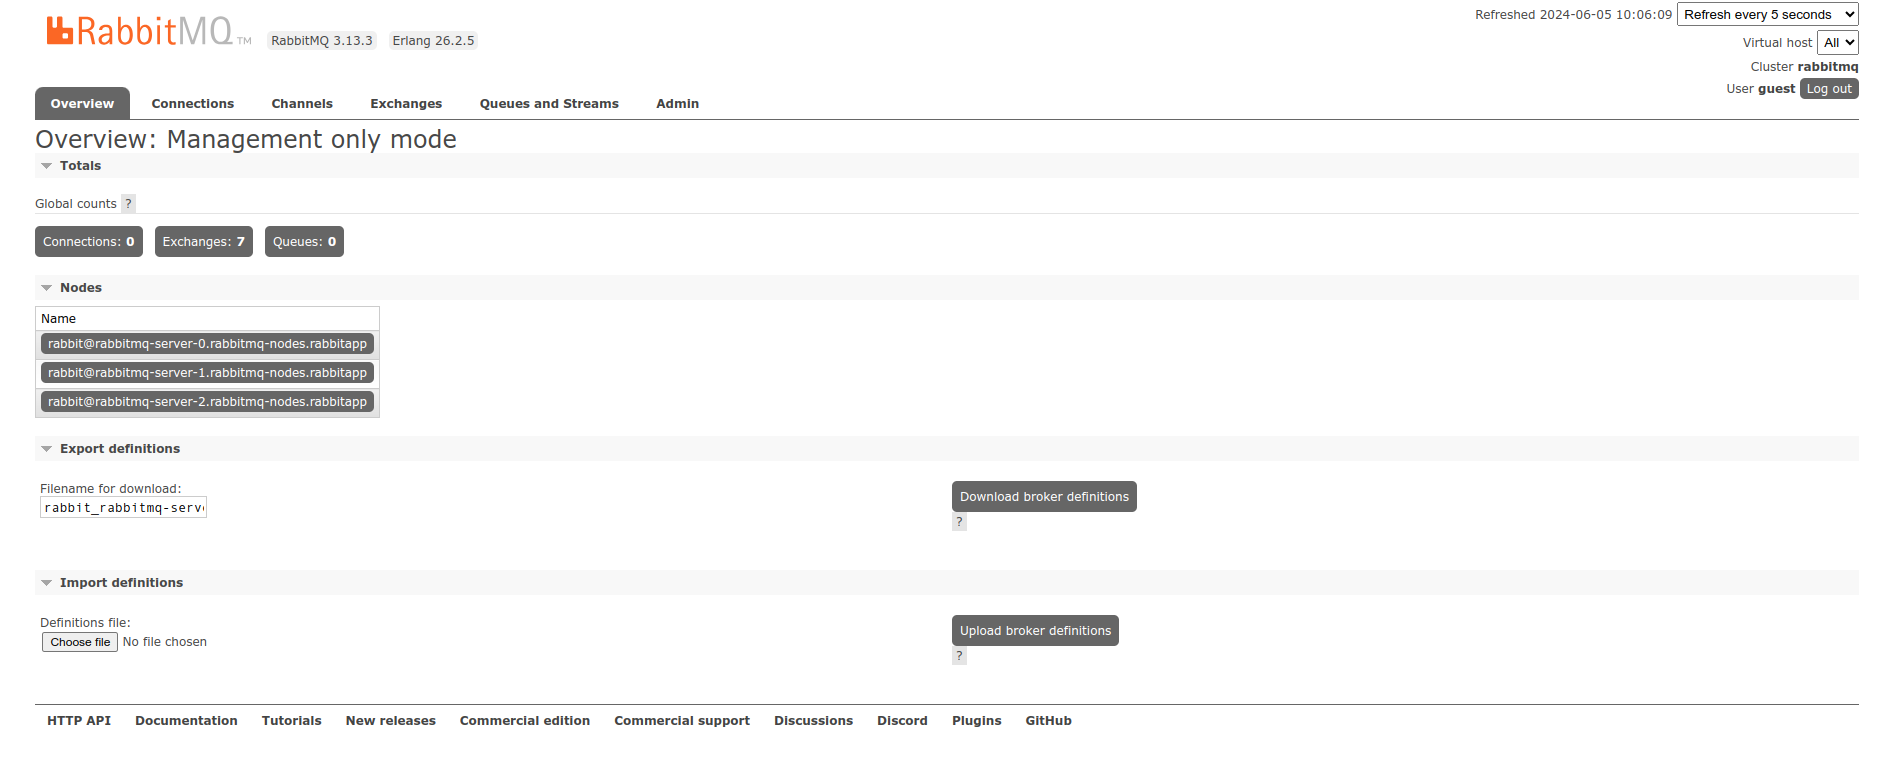 RabbitMQ TM RabbitMQ 3.13.3 Erlang 26.2.5
Refreshed 2024-06-05 10:06:09 Refresh every 5 seconds
Virtual host All
Cluster rabbitmq
User guest Log out
Overview Connections Channels Exchanges Queues and Streams Admin
Overview: Management only mode
Totals
Global counts ?
Connections: 0 Exchanges: 7 Queues: 0
Nodes
Name
rabbit@rabbitmq-server-0.rabbitmq-nodes.rabbitapp
rabbit@rabbitmq-server-1.rabbitmq-nodes.rabbitapp
rabbit@rabbitmq-server-2.rabbitmq-nodes.rabbitapp
Export definitions
Filename for download:
rabbit_rabbitmq-serv
Download broker definitions
?
Import definitions
Definitions file:
Choose file No file chosen
Upload broker definitions
?
HTTP API Documentation Tutorials New releases Commercial edition Commercial support Discussions Discord Plugins GitHub